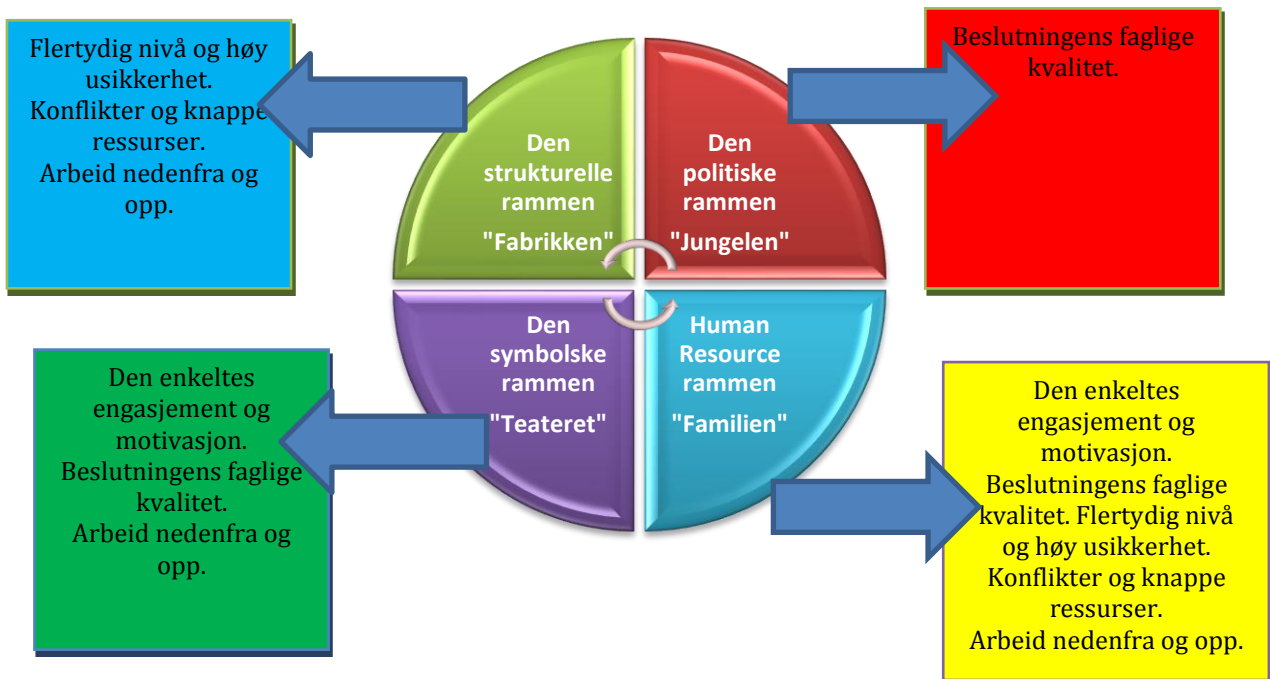 Flertydig nivå og høy
usikkerhet.
Konflikter og knappe
ressurser.
Arbeid nedenfra og
opp.
Den
strukturelle
rammen
"Fabrikken"
Den
politiske
rammen
"Jungelen"
Beslutningens faglige
kvalitet.
Den enkeltes
engasjement og
motivasjon.
Beslutningens faglige
kvalitet.
Arbeid nedenfra og
opp.
Den
symbolske
rammen
"Teateret"
Human
Resource
rammen
"Familien"
Den enkeltes
engasjement og
motivasjon.
Beslutningens faglige
kvalitet. Flertydig nivå
og høy usikkerhet.
Konflikter og knappe
ressurser.
Arbeid nedenfra og opp.